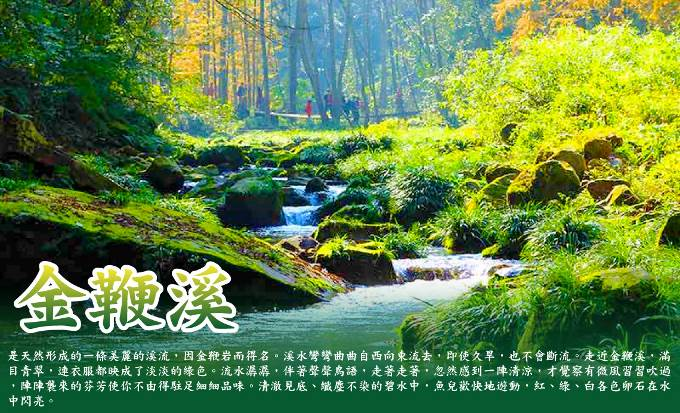 金鞭溪
是天然形成的一條美麗的溪流，因金鞭岩而得名。溪水彎彎曲曲自西向東流去，即使久旱，也不會斷流。走近金鞭溪，滿
目青翠，連衣服都映成了淡淡的綠色。流水潺潺，伴著聲聲鳥語，走著走著，忽然感到一陣清涼，才覺察有微風習習吹過
，陣陣襲來的芬芳使你不由得駐足細細品味。清澈見底、纖塵不染的碧水中，魚兒歡快地遊動，紅、綠、白各色卵石在水
中閃亮。